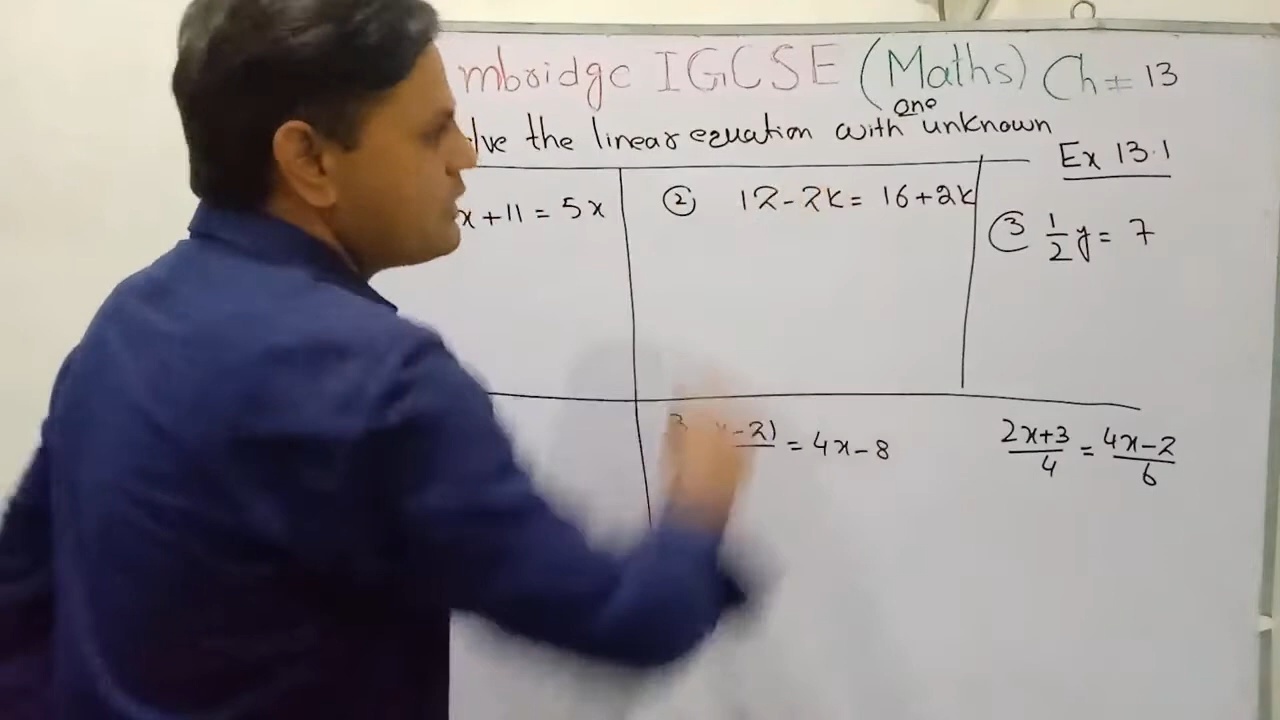 mbridge IGCSE (Maths) Ch = 13
lve the linear equation with one unknown
Ex 13.1
x + 11 = 5x
② 12 - 2k = 16 + 2k
③ 1/2 y = 7
-2) = 4x - 8
2x+3/4 = 4x-2/6